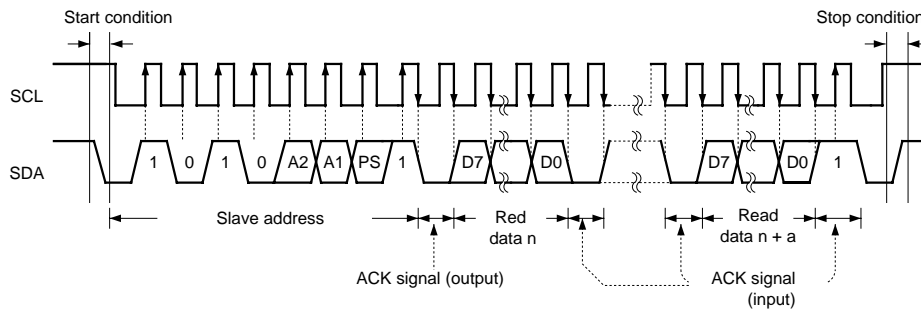 Start condition
Stop condition
SCL
SDA
1 0 1 0 A2 A1 PS 1 D7 D0 D7 D0 1
Slave address
Red
data n
Read
data n + a
ACK signal (output)
ACK signal
(input)